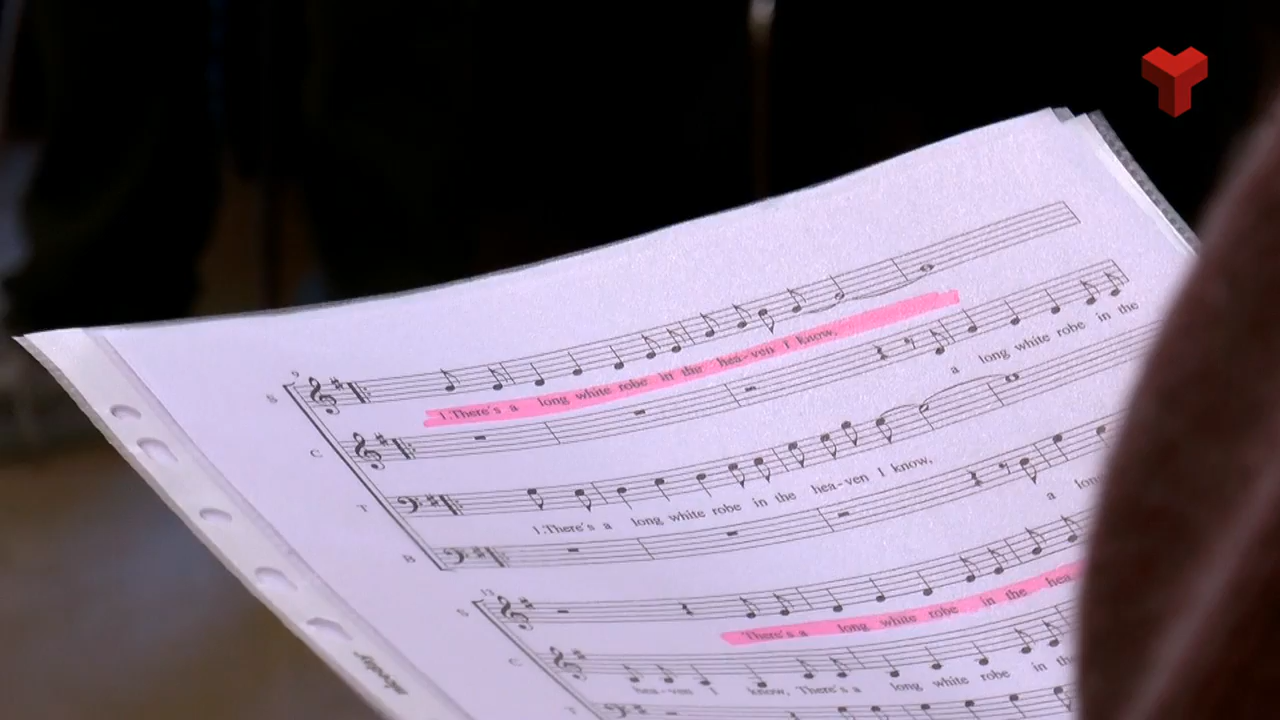 9
S
1.There's a long white robe in the hea-ven I know,
C
a long white robe in the
T
1.There's a long white robe in the hea-ven I know,
B
a long
13
S
There's a long white robe in the hea
C
hea-ven I know, There's a long white robe in the
T